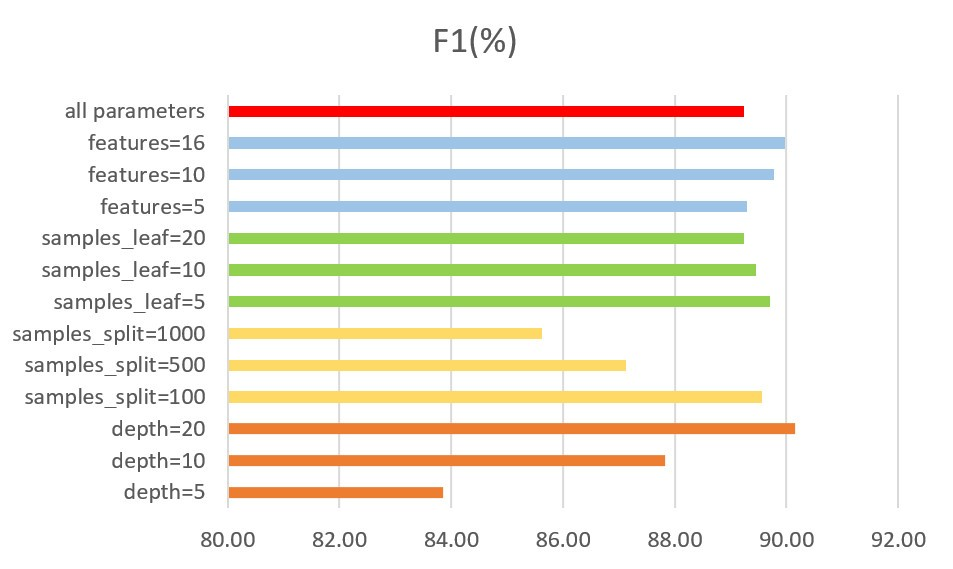 F1(%)
all parameters
features=16
features=10
features=5
samples_leaf=20
samples_leaf=10
samples_leaf=5
samples_split=1000
samples_split=500
samples_split=100
depth=20
depth=10
depth=5
80.00 82.00 84.00 86.00 88.00 90.00 92.00